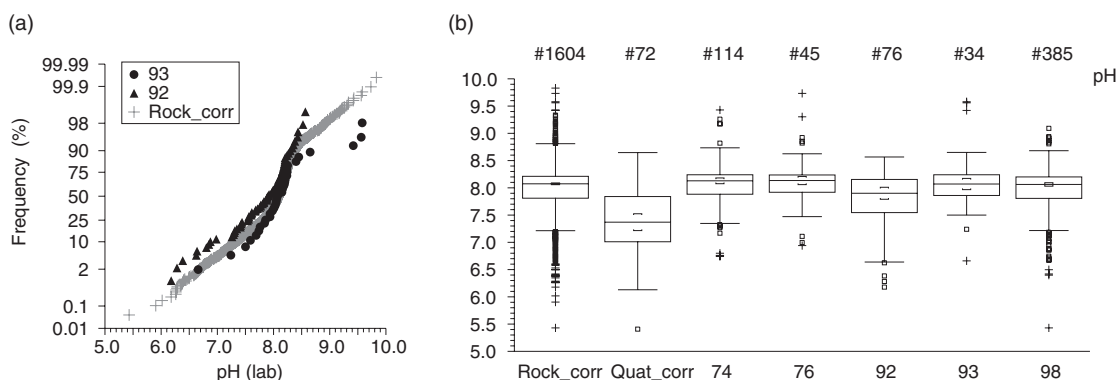 (a)
99.99
99.9
98
90
75
50
25
10
2
0.1
0.01
Frequency (%)
93
92
Rock_corr
5.0 6.0 7.0 8.0 9.0 10.0
pH (lab)
(b)
#1604 #72 #114 #45 #76 #34 #385
pH
10.0
9.5
9.0
8.5
8.0
7.5
7.0
6.5
6.0
5.5
5.0
Rock_corr Quat_corr 74 76 92 93 98